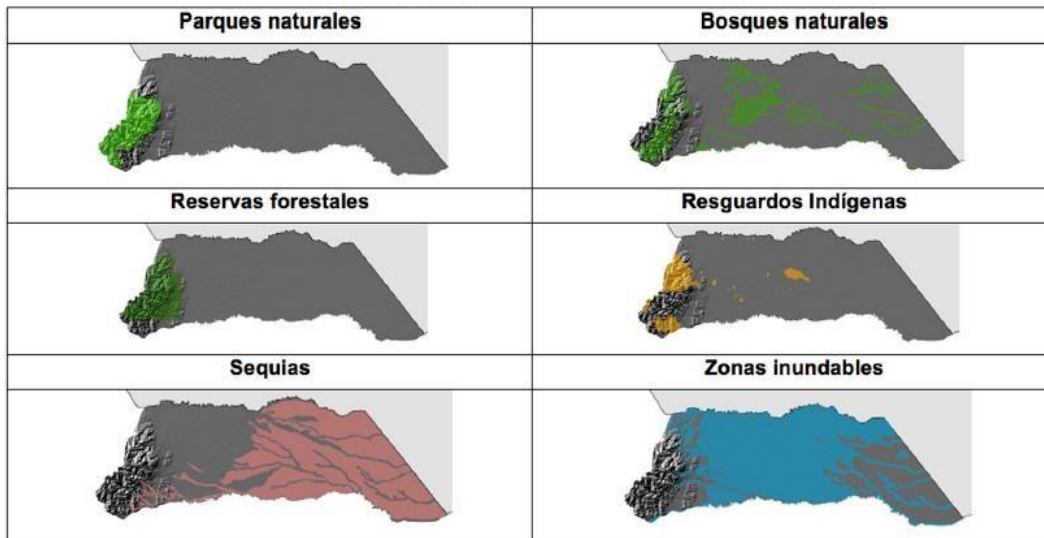 Parques naturales
Bosques naturales
Reservas forestales
Resguardos Indígenas
Sequias
Zonas inundables